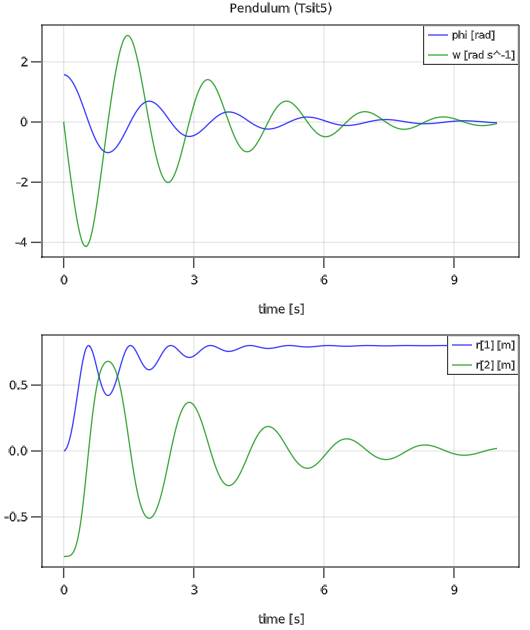 Pendulum (Tsit5)
phi [rad]
w [rad s^-1]
2
0
-2
-4
0 3 6 9
time [s]
r[1] [m]
r[2] [m]
0.5
0.0
-0.5
0 3 6 9
time [s]